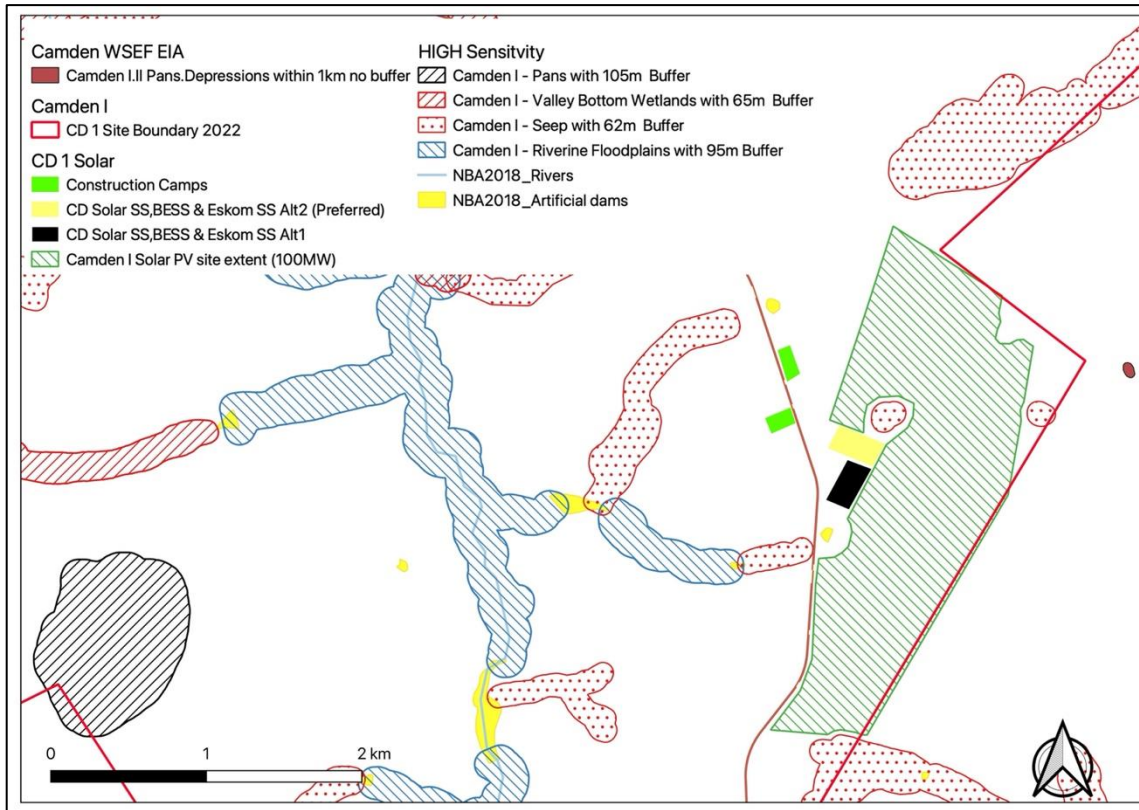 Camden WSEF EIA
Camden I.II Pans.Depressions within 1km no buffer
Camden I
CD 1 Site Boundary 2022
CD 1 Solar
Construction Camps
CD Solar SS,BESS & Eskom SS Alt2 (Preferred)
CD Solar SS,BESS & Eskom SS Alt1
Camden I Solar PV site extent (100MW)
HIGH Sensitvity
Camden I - Pans with 105m Buffer
Camden I - Valley Bottom Wetlands with 65m Buffer
Camden I - Seep with 62m Buffer
Camden I - Riverine Floodplains with 95m Buffer
NBA2018_Rivers
NBA2018_Artificial dams
0 1 2 km